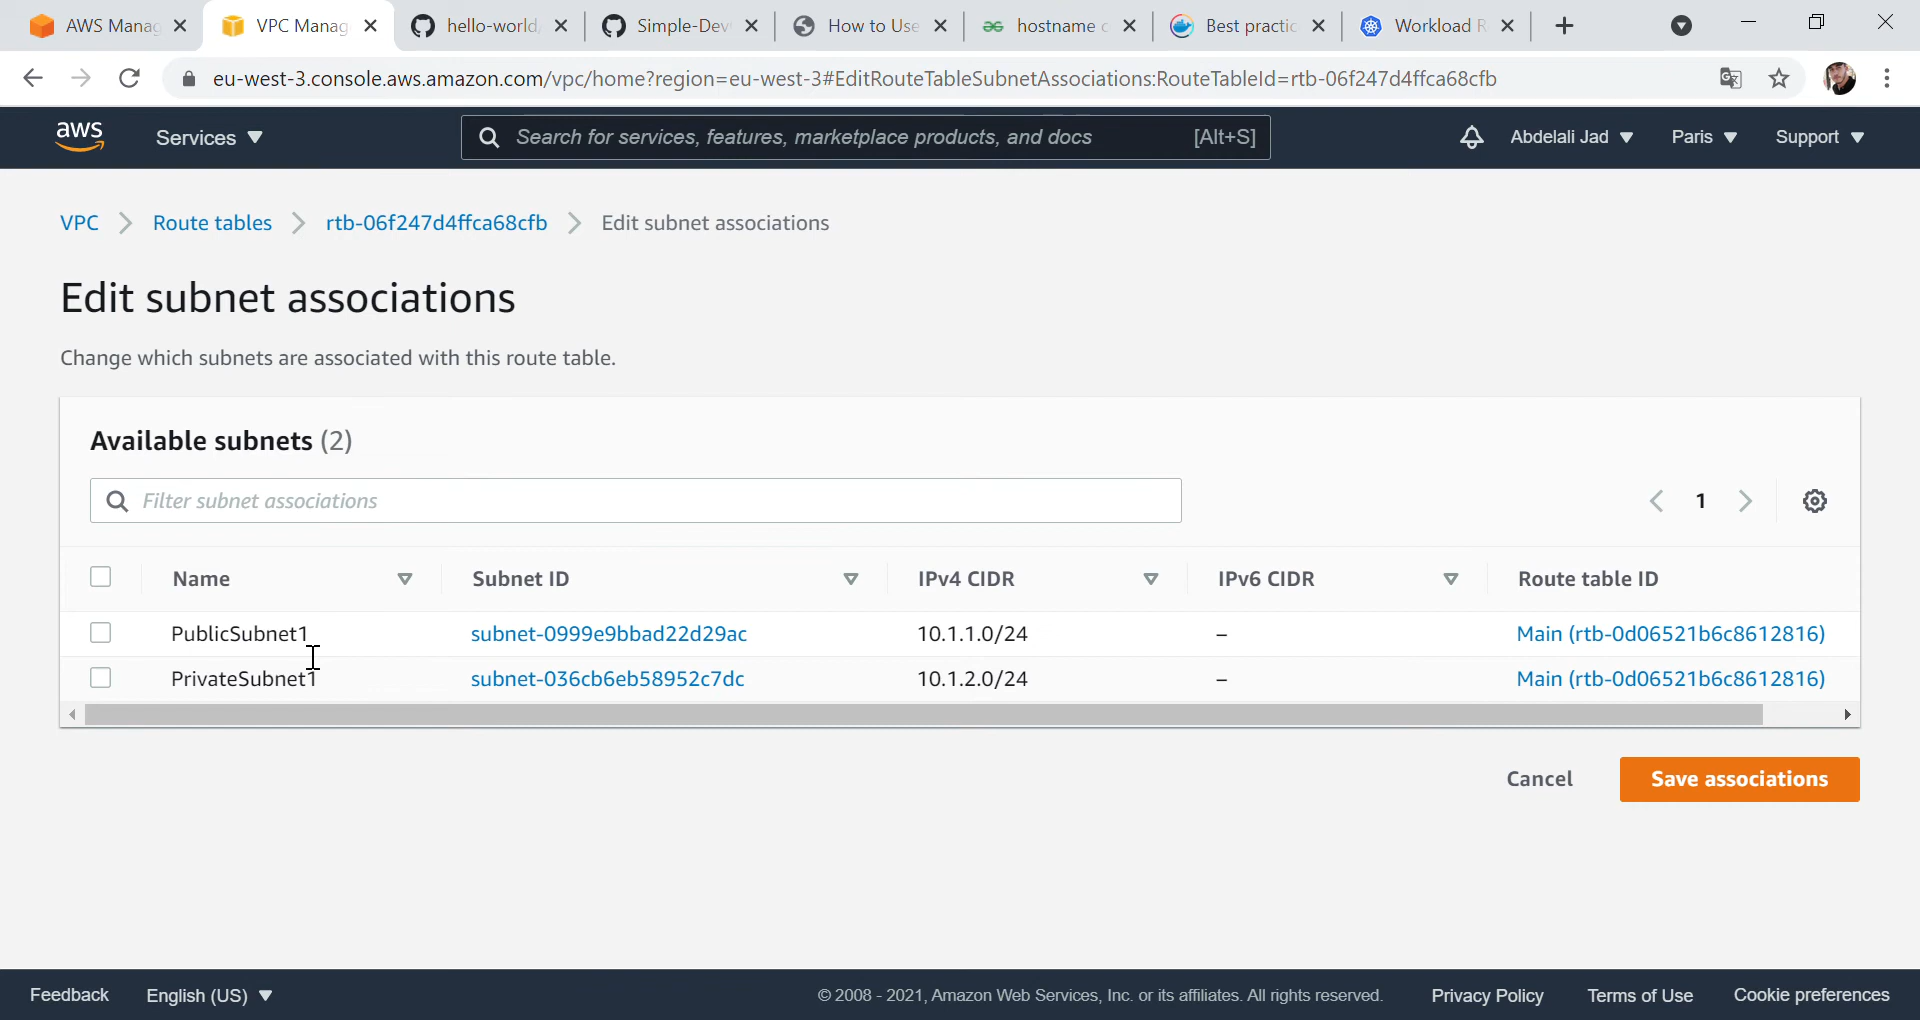 AWS Manag
VPC Manag
hello-world,
Simple-Dev
How to Use
hostname c
Best practic
Workload R
eu-west-3.console.aws.amazon.com/vpc/home?region=eu-west-3#EditRouteTableSubnetAssociations:RouteTableId=rtb-06f247d4ffca68cfb
aws
Services
Search for services, features, marketplace products, and docs
[Alt+S]
Abdelali Jad
Paris
Support
VPC
Route tables
rtb-06f247d4ffca68cfb
Edit subnet associations
Edit subnet associations
Change which subnets are associated with this route table.
Available subnets (2)
Filter subnet associations
1
Name
Subnet ID
IPv4 CIDR
IPv6 CIDR
Route table ID
PublicSubnet1
subnet-0999e9bbad22d29ac
10.1.1.0/24
–
Main (rtb-0d06521b6c8612816)
PrivateSubnet1
subnet-036cb6eb58952c7dc
10.1.2.0/24
–
Main (rtb-0d06521b6c8612816)
Cancel
Save associations
Feedback
English (US)
© 2008 - 2021, Amazon Web Services, Inc. or its affiliates. All rights reserved.
Privacy Policy
Terms of Use
Cookie preferences